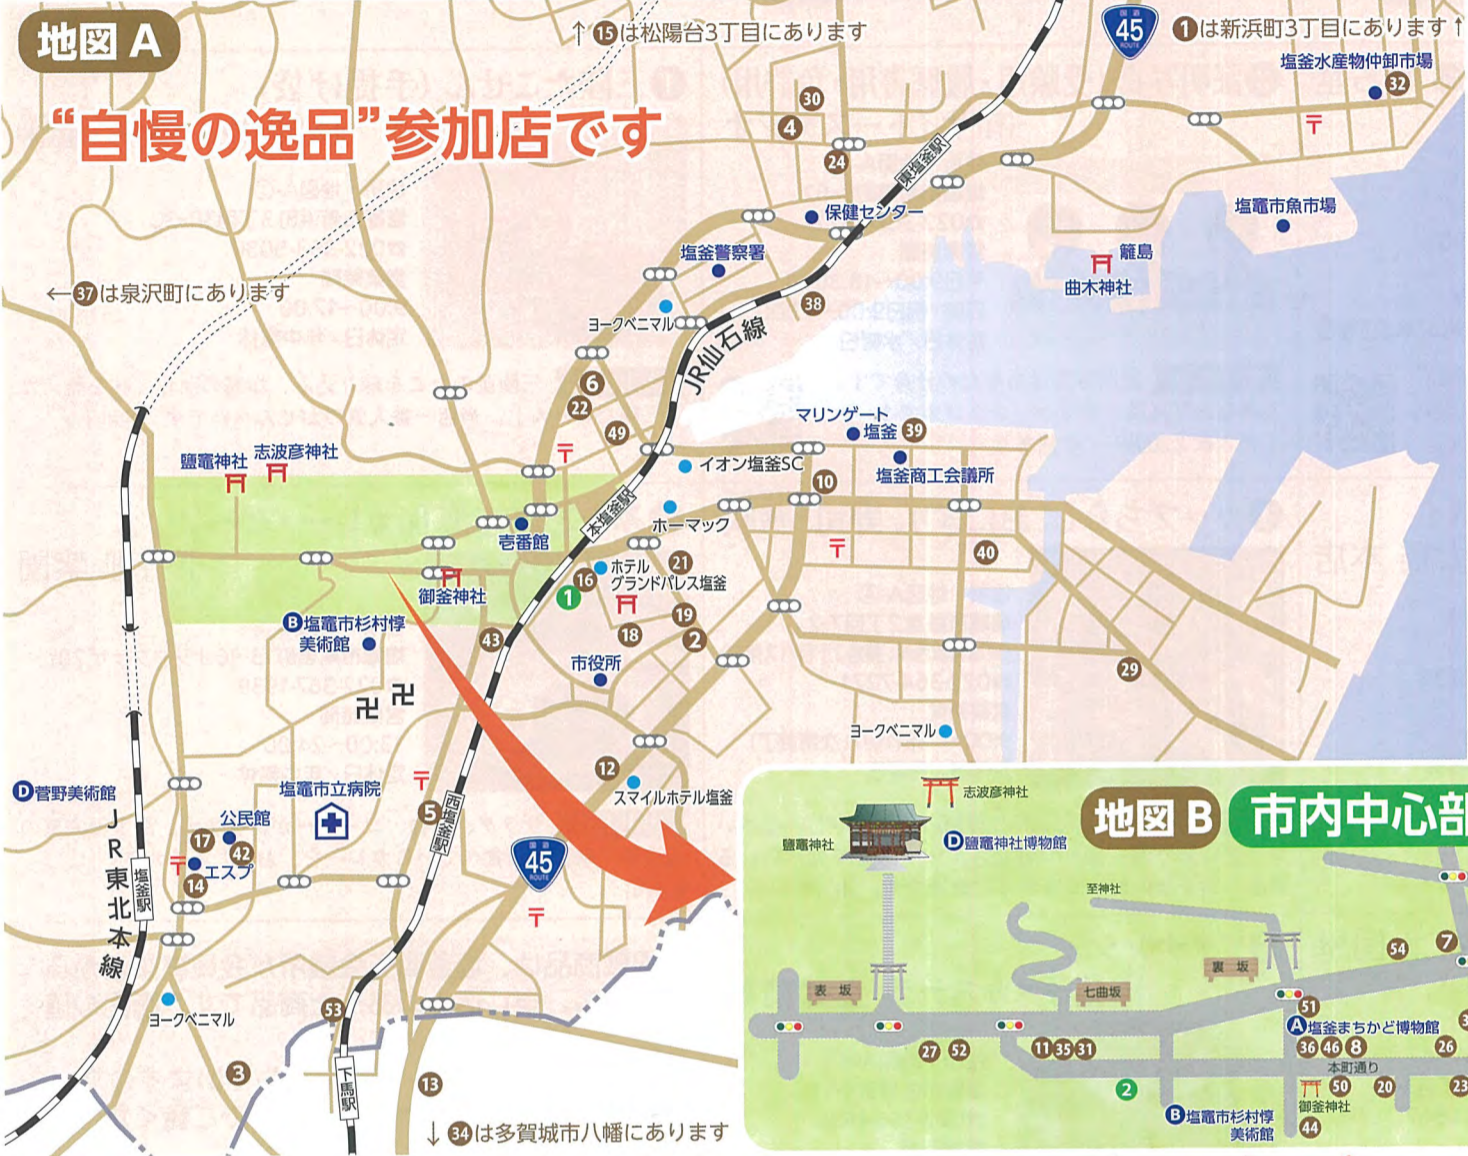 地図 A
↑15は松陽台3丁目にあります
国道
45
ROUTE
1は新浜町3丁目にあります↑
塩釜水産物仲卸市場
32
“自慢の逸品”参加店です
30
4
24
東塩釜駅
保健センター
塩釜市魚市場
塩釜警察署
籬島
曲木神社
←37は泉沢町にあります
38
ヨークベニマル
JR仙石線
6
22
49
マリンゲート
塩釜 39
志波彦神社
鹽竈神社
イオン塩釜SC
塩釜商工会議所
10
本塩釜駅
ホーマック
壱番館
40
21
ホテル
グランドパレス塩釜
16
1
御釜神社
19
18
2
B塩竈市杉村惇
美術館
43
市役所
29
ヨークベニマル
12
スマイルホテル塩釜
D菅野美術館
塩竈市立病院
公民館
17
42
エスプ
14
5
西塩釜駅
JR東北本線
塩釜駅
国道
45
ROUTE
ヨークベニマル
53
3
下馬駅
13
↓34は多賀城市八幡にあります
地図 B
市内中心部
志波彦神社
鹽竈神社
D鹽竈神社博物館
至神社
54
7
裏坂
表坂
七曲坂
51
A塩釜まちかど博物館
27
52
11
35
31
36
46
8
26
本町通り
2
50
20
23
御釜神社
B塩竈市杉村惇
美術館
44